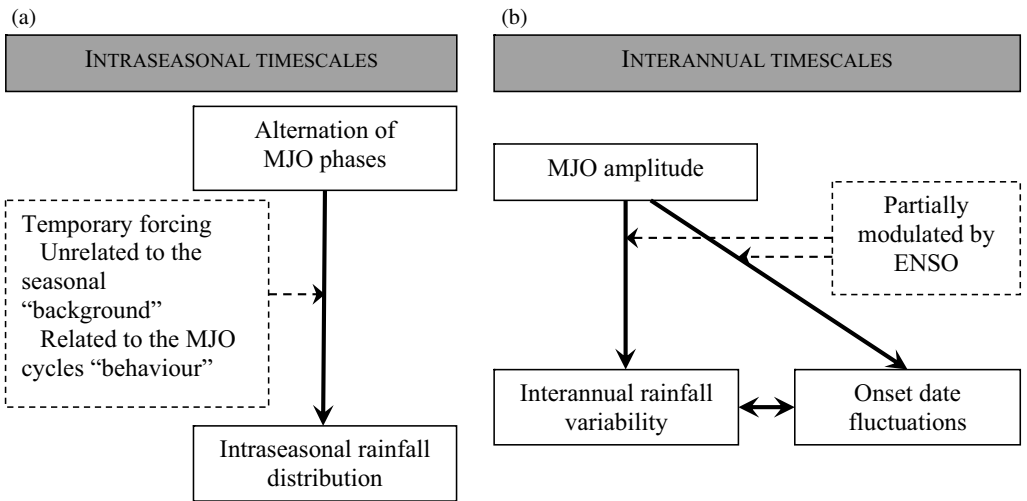 (a)
INTRASEASONAL TIMESCALES
Alternation of
MJO phases
Temporary forcing
Unrelated to the
seasonal
“background”
Related to the MJO
cycles “behaviour”
Intraseasonal rainfall
distribution
(b)
INTERANNUAL TIMESCALES
MJO amplitude
Partially
modulated by
ENSO
Interannual rainfall
variability
Onset date
fluctuations